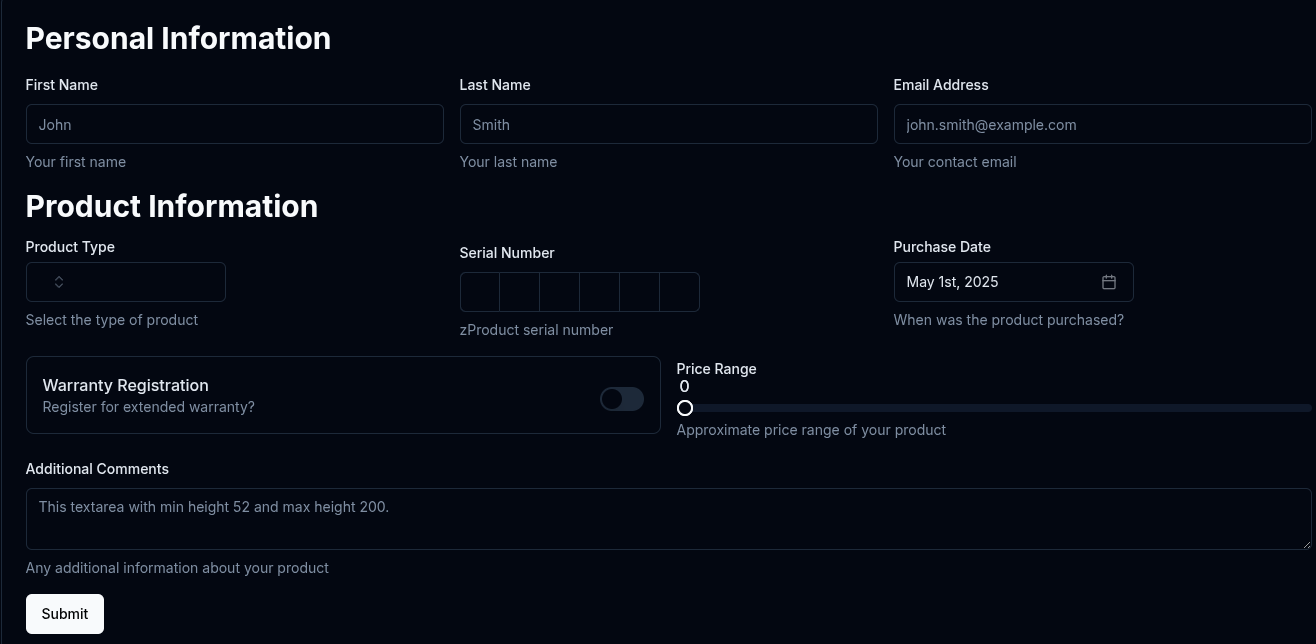 Personal Information
First Name
Last Name
Email Address
John
Smith
john.smith@example.com
Your first name
Your last name
Your contact email
Product Information
Product Type
Serial Number
Purchase Date
May 1st, 2025
Select the type of product
zProduct serial number
When was the product purchased?
Warranty Registration
Register for extended warranty?
Price Range
0
Approximate price range of your product
Additional Comments
This textarea with min height 52 and max height 200.
Any additional information about your product
Submit